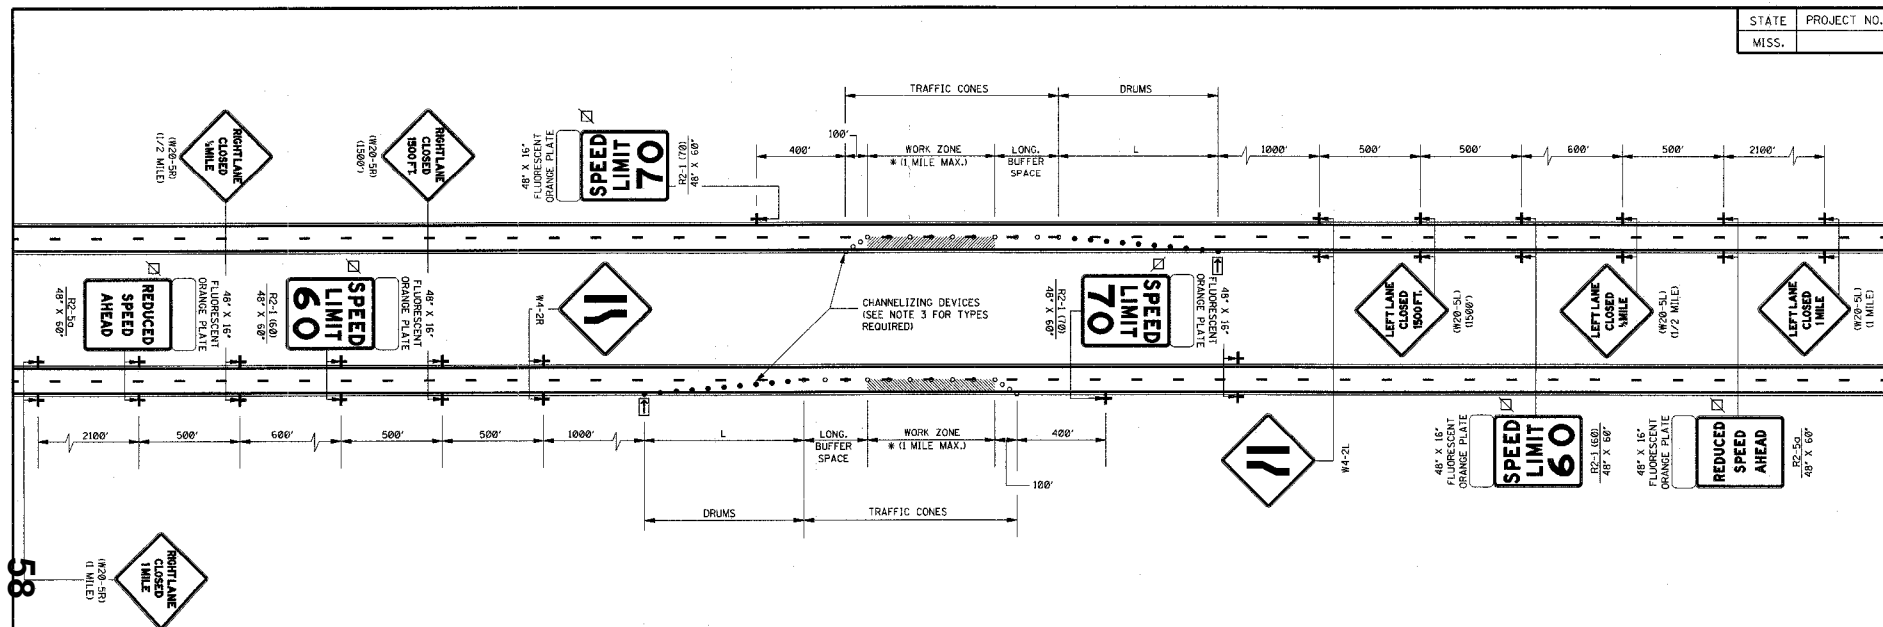 STATE PROJECT NO.
MISS.
TRAFFIC CONES
DRUMS
100'
400'
WORK ZONE
* (1 MILE MAX.)
LONG.
BUFFER
SPACE
L
1000'
500'
500'
600'
500'
2100'
RIGHT LANE
CLOSED
½ MILE
(W20-5R)
(1/2 MILE)
RIGHT LANE
CLOSED
1500 FT.
(W20-5R)
(1500')
48" X 16"
FLUORESCENT
ORANGE PLATE
SPEED
LIMIT
70
R2-1 (70)
48" X 60"
REDUCED
SPEED
AHEAD
R2-5a
48" X 60"
48" X 16"
FLUORESCENT
ORANGE PLATE
SPEED
LIMIT
60
R2-1 (60)
48" X 60"
48" X 16"
FLUORESCENT
ORANGE PLATE
W4-2R
CHANNELIZING DEVICES
(SEE NOTE 3 FOR TYPES
REQUIRED)
SPEED
LIMIT
70
R2-1 (70)
48" X 60"
48" X 16"
FLUORESCENT
ORANGE PLATE
LEFT LANE
CLOSED
1500 FT.
(W20-5L)
(1500')
LEFT LANE
CLOSED
½ MILE
(W20-5L)
(1/2 MILE)
LEFT LANE
CLOSED
1 MILE
(W20-5L)
(1 MILE)
2100'
500'
600'
500'
500'
1000'
L
LONG.
BUFFER
SPACE
WORK ZONE
* (1 MILE MAX.)
400'
100'
DRUMS
TRAFFIC CONES
W4-2L
48" X 16"
FLUORESCENT
ORANGE PLATE
SPEED
LIMIT
60
R2-1 (60)
48" X 60"
48" X 16"
FLUORESCENT
ORANGE PLATE
REDUCED
SPEED
AHEAD
R2-5a
48" X 60"
RIGHT LANE
CLOSED
1 MILE
(W20-5R)
(1 MILE)
58